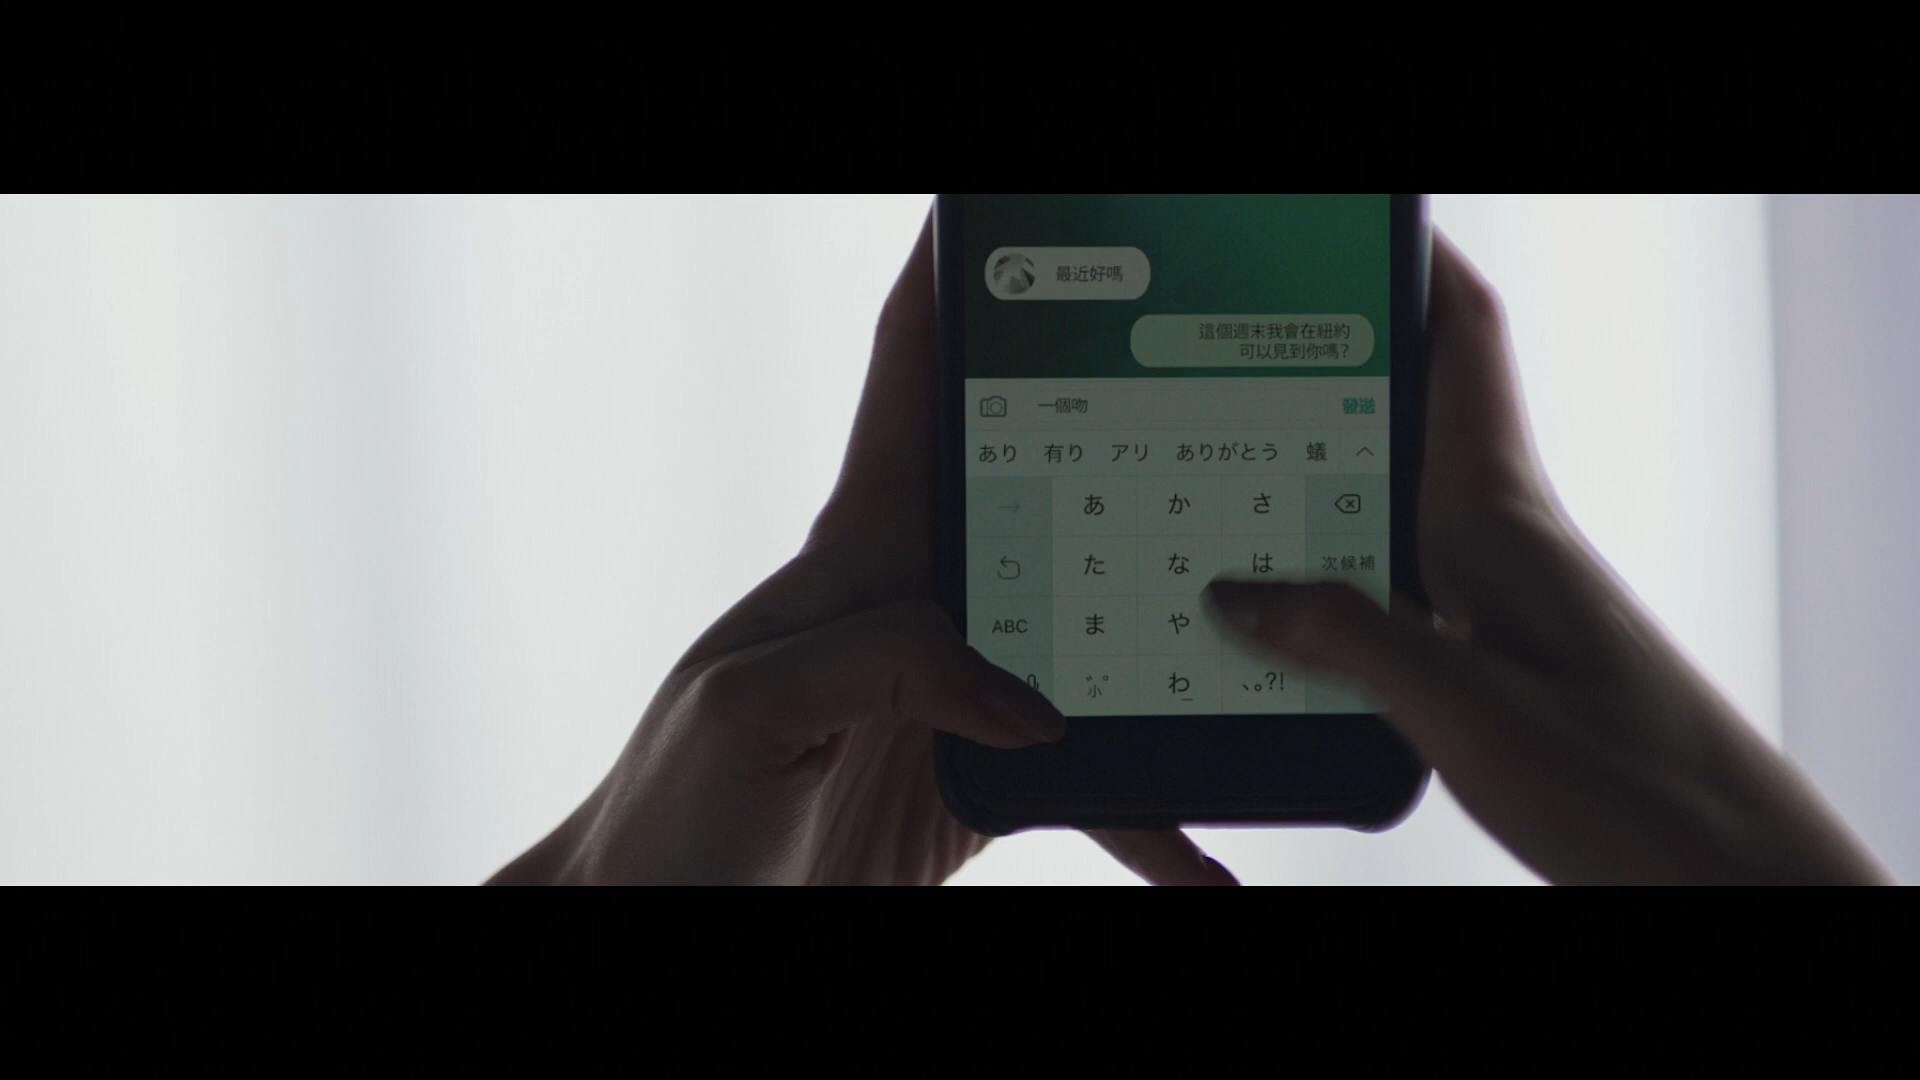 最近好嗎
這個週末我會在紐約
可以見到你嗎?
一個吻 發送
あり 有り アリ ありがとう 蟻
あ か さ
た な は 次候補
ABC ま や
小 わ 、。?!